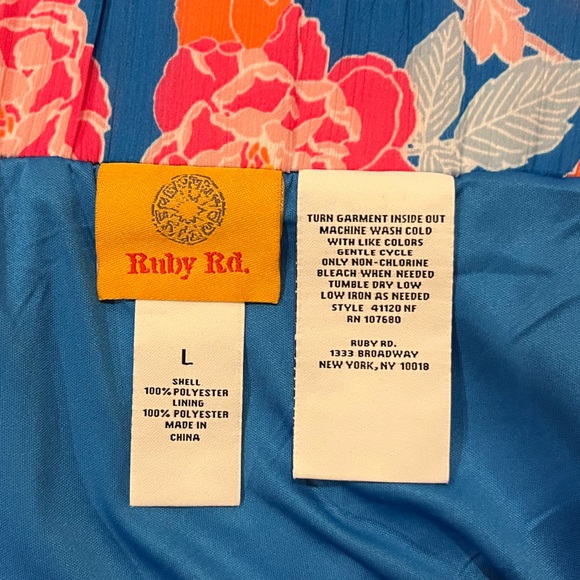 Ruby Rd.
L
SHELL
100% POLYESTER
LINING
100% POLYESTER
MADE IN
CHINA
TURN GARMENT INSIDE OUT
MACHINE WASH COLD
WITH LIKE COLORS
GENTLE CYCLE
ONLY NON-CHLORINE
BLEACH WHEN NEEDED
TUMBLE DRY LOW
LOW IRON AS NEEDED
STYLE 41120 NF
RN 107680
RUBY RD.
1333 BROADWAY
NEW YORK, NY 10018